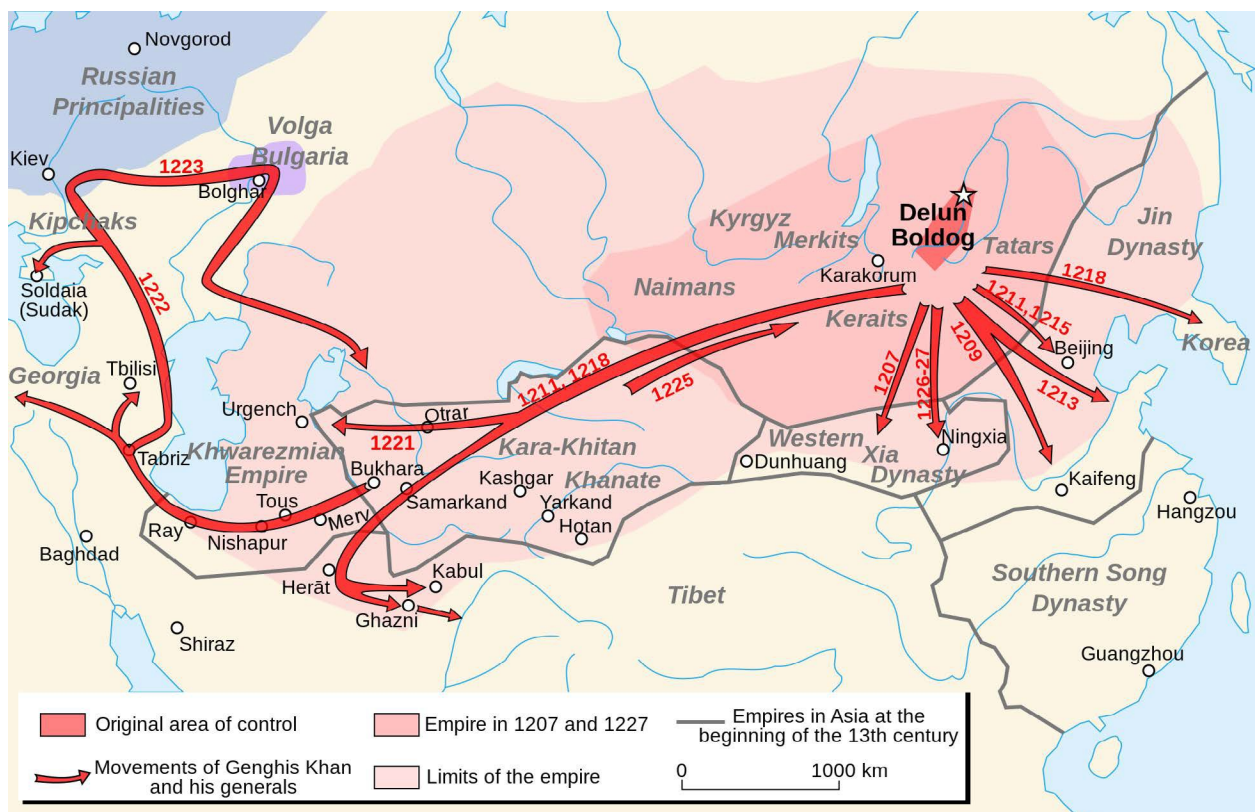 Novgorod
Russian
Principalities
Volga
Bulgaria
Kiev
1223
Bolghar
Kipchaks
Soldaia
(Sudak)
1222
Kyrgyz
Merkits
Delun
Boldog
Tatars
Jin
Dynasty
Karakorum
Naimans
Keraits
1218
1211,1215
1209
Beijing
Korea
1213
1207
1226-27
Georgia
Tbilisi
Tabriz
Urgench
1211, 1218
1225
Otrar
1221
Khwarezmian
Empire
Kara-Khitan
Khanate
Bukhara
Samarkand
Kashgar
Yarkand
Hotan
Western
Xia
Dynasty
Dunhuang
Ningxia
Kaifeng
Hangzou
Tous
Merv
Ray
Nishapur
Baghdad
Herāt
Kabul
Ghazni
Shiraz
Tibet
Southern Song
Dynasty
Guangzhou
Original area of control
Movements of Genghis Khan
and his generals
Empire in 1207 and 1227
Limits of the empire
Empires in Asia at the
beginning of the 13th century
0 1000 km